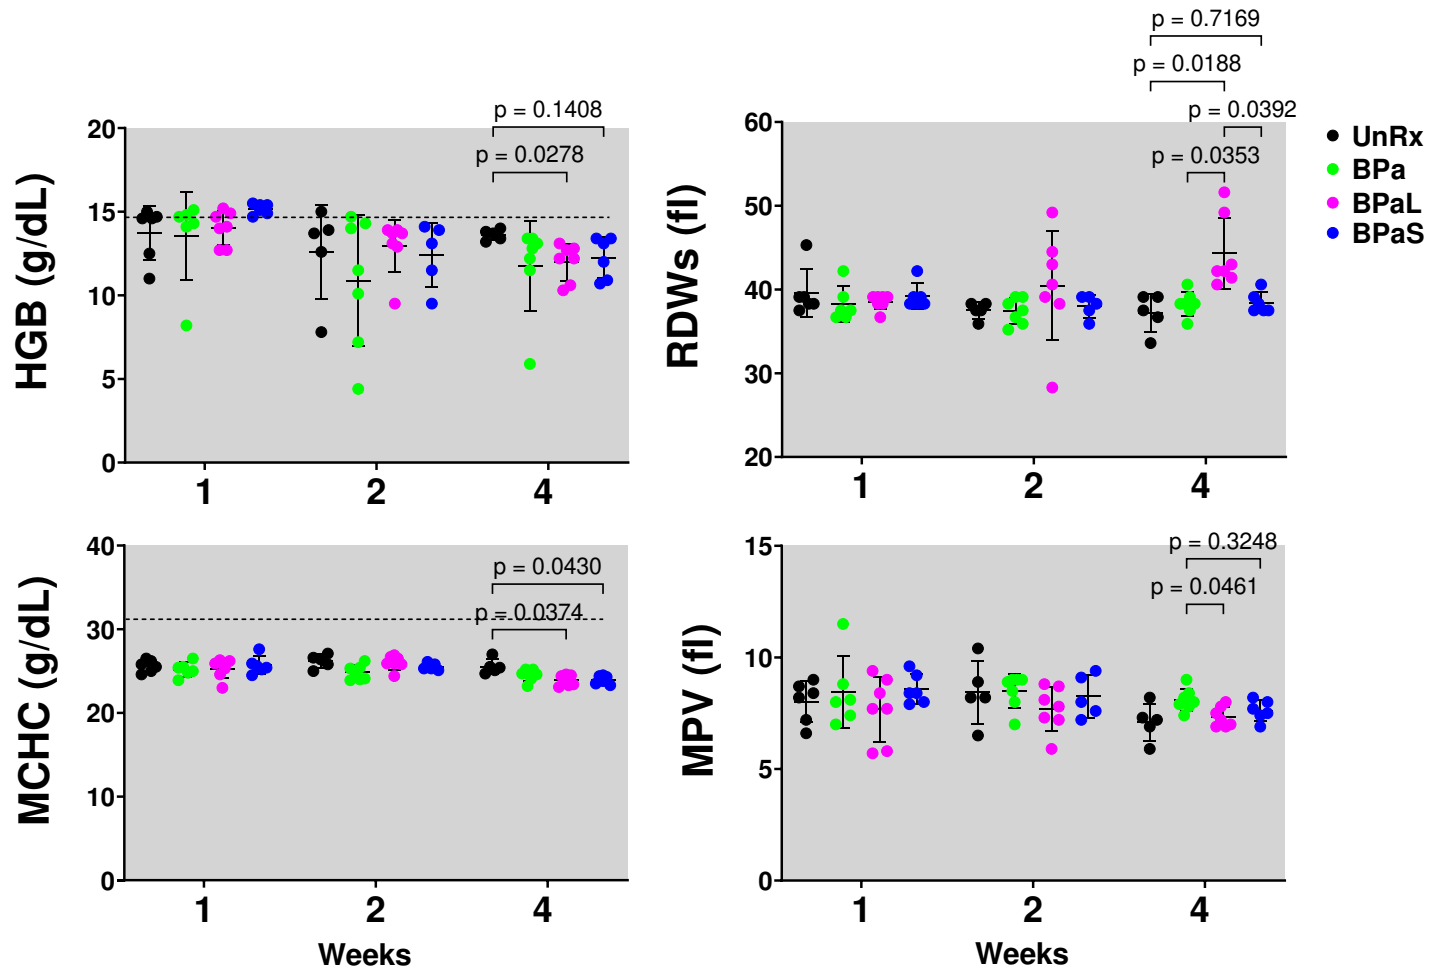 HGB (g/dL)
20
15
10
5
0
p = 0.1408
p = 0.0278
1
2
4
RDWs (fl)
60
50
40
30
20
p = 0.7169
p = 0.0188
p = 0.0392
p = 0.0353
1
2
4
UnRx
BPa
BPaL
BPaS
MCHC (g/dL)
40
30
20
10
0
p = 0.0430
p = 0.0374
1
2
4
Weeks
MPV (fl)
15
10
5
0
p = 0.3248
p = 0.0461
1
2
4
Weeks